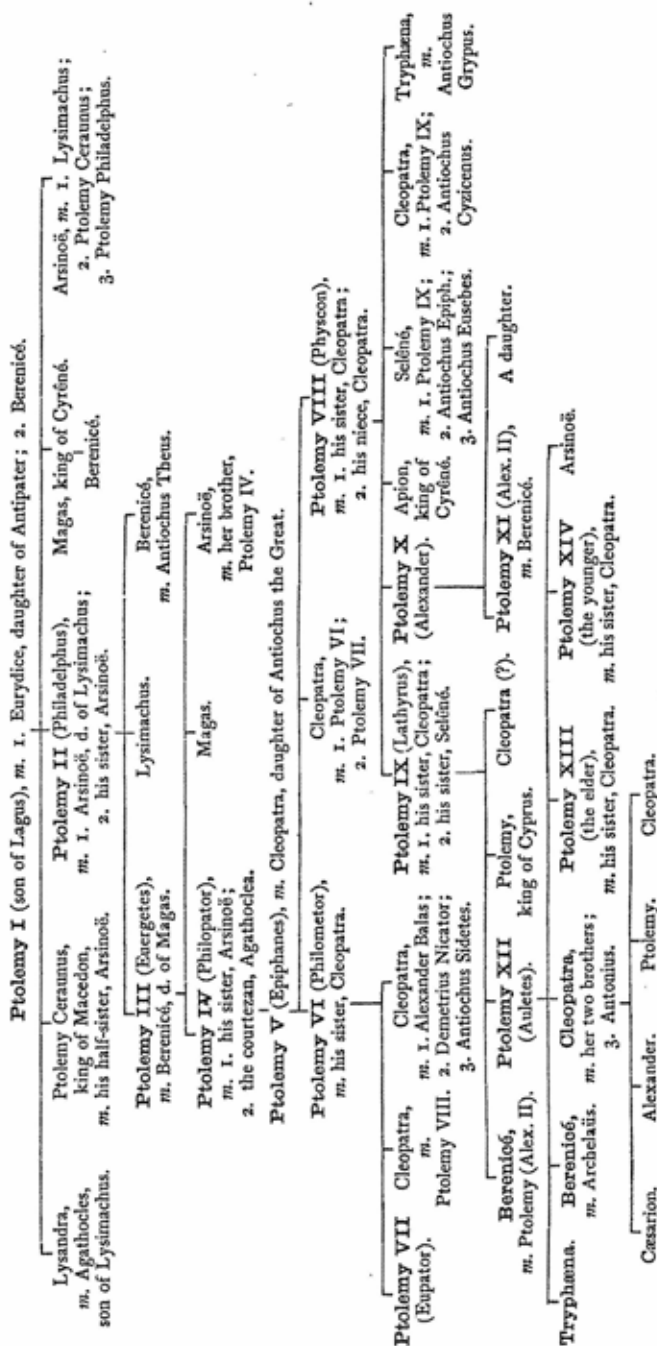 Ptolemy I (son of Lagus), m. 1. Eurydice, daughter of Antipater; 2. Berenicé.
Lysandra,
m. Agathocles,
son of Lysimachus.
Ptolemy Ceraunus,
king of Macedon,
m. his half-sister, Arsinoë.
Ptolemy II (Philadelphus),
m. 1. Arsinoë, d. of Lysimachus;
2. his sister, Arsinoë.
Magas, king of Cyréné.
Berenicé.
Arsinoë, m. 1. Lysimachus;
2. Ptolemy Ceraunus;
3. Ptolemy Philadelphus.
Ptolemy III (Euergetes),
m. Berenicé, d. of Magas.
Lysimachus.
Berenicé,
m. Antiochus Theus.
Ptolemy IV (Philopator),
m. 1. his sister, Arsinoë;
2. the courtezan, Agathoclea.
Magas.
Arsinoë,
m. her brother,
Ptolemy IV.
Ptolemy V (Epiphanes), m. Cleopatra, daughter of Antiochus the Great.
Ptolemy VI (Philometor),
m. his sister, Cleopatra.
Cleopatra,
m. 1. Ptolemy VI;
2. Ptolemy VII.
Ptolemy VIII (Physcon),
m. 1. his sister, Cleopatra;
2. his niece, Cleopatra.
Ptolemy VII
(Eupator).
Cleopatra,
m.
Ptolemy VIII.
Cleopatra,
m. 1. Alexander Balas;
2. Demetrius Nicator;
3. Antiochus Sidetes.
Ptolemy IX (Lathyrus),
m. 1. his sister, Cleopatra;
2. his sister, Selêné.
Ptolemy X
(Alexander).
Apion,
king of
Cyréné.
Selêné,
m. 1. Ptolemy IX;
2. Antiochus Epiph.;
3. Antiochus Eusebes.
Cleopatra,
m. 1. Ptolemy IX;
2. Antiochus
Cyzicenus.
Tryphæna,
m.
Antiochus
Grypus.
Berenicé,
m. Ptolemy (Alex. II).
Ptolemy XII
(Auletes).
Ptolemy,
king of Cyprus.
Cleopatra (?).
Ptolemy XI (Alex. II),
m. Berenicé.
A daughter.
Tryphæna.
Berenicé,
m. Archelaüs.
Cleopatra,
m. her two brothers;
3. Antonius.
Ptolemy XIII
(the elder),
m. his sister, Cleopatra.
Ptolemy XIV
(the younger),
m. his sister, Cleopatra.
Arsinoë.
Cæsarion.
Alexander.
Ptolemy.
Cleopatra.